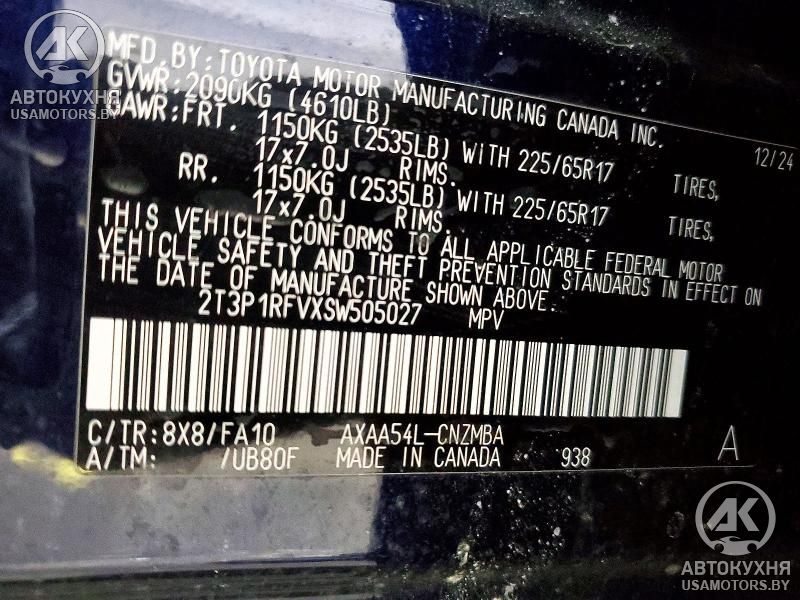 AK
АВТОКУХНЯ
USAMOTORS.BY
MFD. BY: TOYOTA MOTOR MANUFACTURING CANADA INC.
GVWR: 2090KG (4610LB) 12/24
GAWR: FRT. 1150KG (2535LB) WITH 225/65R17 TIRES,
17x7.0J RIMS.
RR. 1150KG (2535LB) WITH 225/65R17 TIRES,
17x7.0J RIMS.
THIS VEHICLE CONFORMS TO ALL APPLICABLE FEDERAL MOTOR
VEHICLE SAFETY AND THEFT PREVENTION STANDARDS IN EFFECT ON
THE DATE OF MANUFACTURE SHOWN ABOVE.
2T3P1RFVXSW505027 MPV
C/TR: 8X8/FA10 AXAA54L-CNZMBA
A/TM: /UB80F MADE IN CANADA 938 A
AK
АВТОКУХНЯ
USAMOTORS.BY